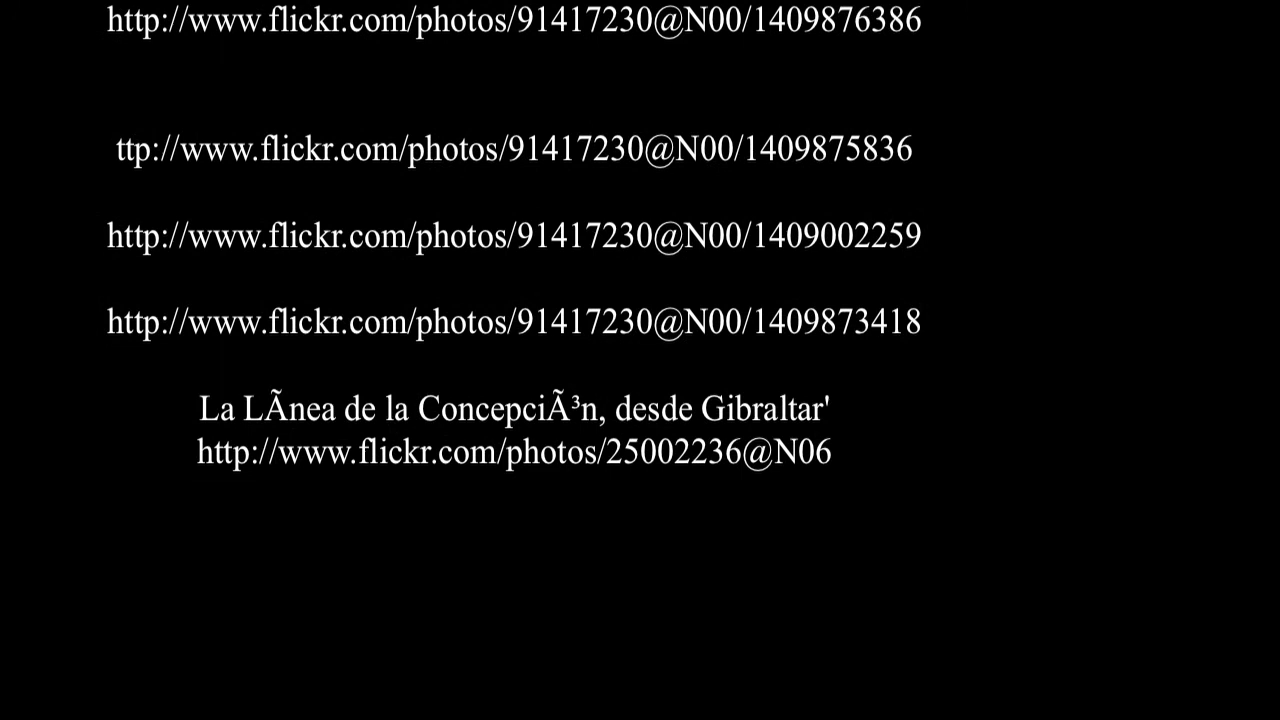 http://www.flickr.com/photos/91417230@N00/1409876386
ttp://www.flickr.com/photos/91417230@N00/1409875836
http://www.flickr.com/photos/91417230@N00/1409002259
http://www.flickr.com/photos/91417230@N00/1409873418
La LÃnea de la ConcepciÃ³n, desde Gibraltar'
http://www.flickr.com/photos/25002236@N06